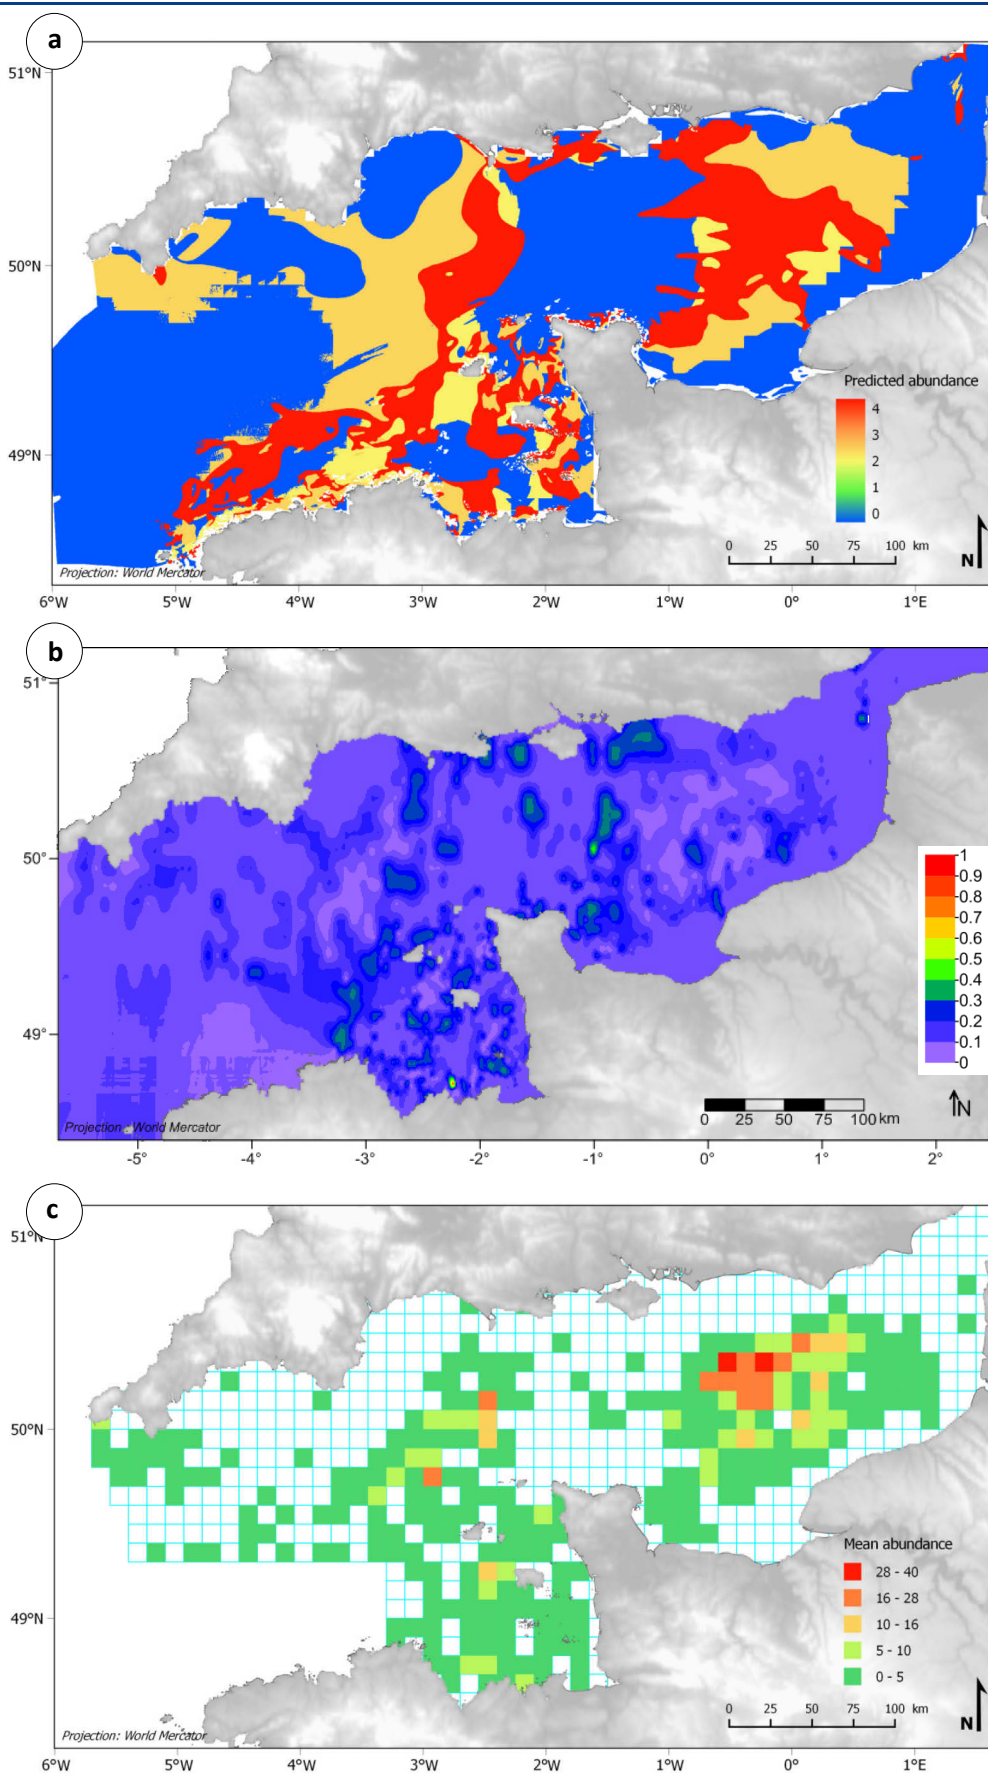 a
51°N
50°N
49°N
Predicted abundance
4
3
2
1
0
0 25 50 75 100 km
N
Projection: World Mercator
6°W 5°W 4°W 3°W 2°W 1°W 0° 1°E
b
51°
50°
49°
1
0.9
0.8
0.7
0.6
0.5
0.4
0.3
0.2
0.1
0
N
0 25 50 75 100 km
Projection : World Mercator
-5° -4° -3 -2 -1° 0° 1° 2°
c
51°N
50°N
49°N
Mean abundance
28 - 40
16 - 28
10 - 16
5 - 10
0 - 5
0 25 50 75 100 km
N
Projection: World Mercator
6°W 5°W 4°W 3°W 2°W 1°W 0° 1°E